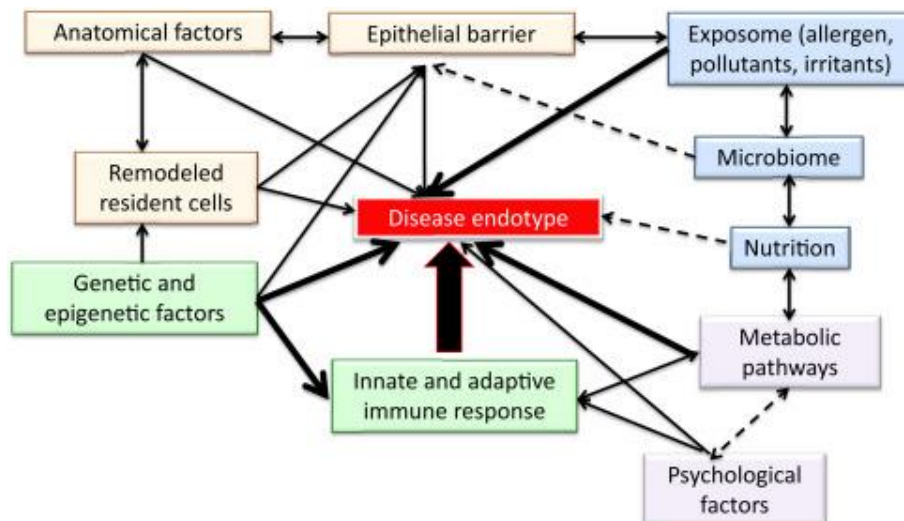 Anatomical factors
Epithelial barrier
Exposome (allergen,
pollutants, irritants)
Microbiome
Remodeled
resident cells
Disease endotype
Nutrition
Genetic and
epigenetic factors
Metabolic
pathways
Innate and adaptive
immune response
Psychological
factors